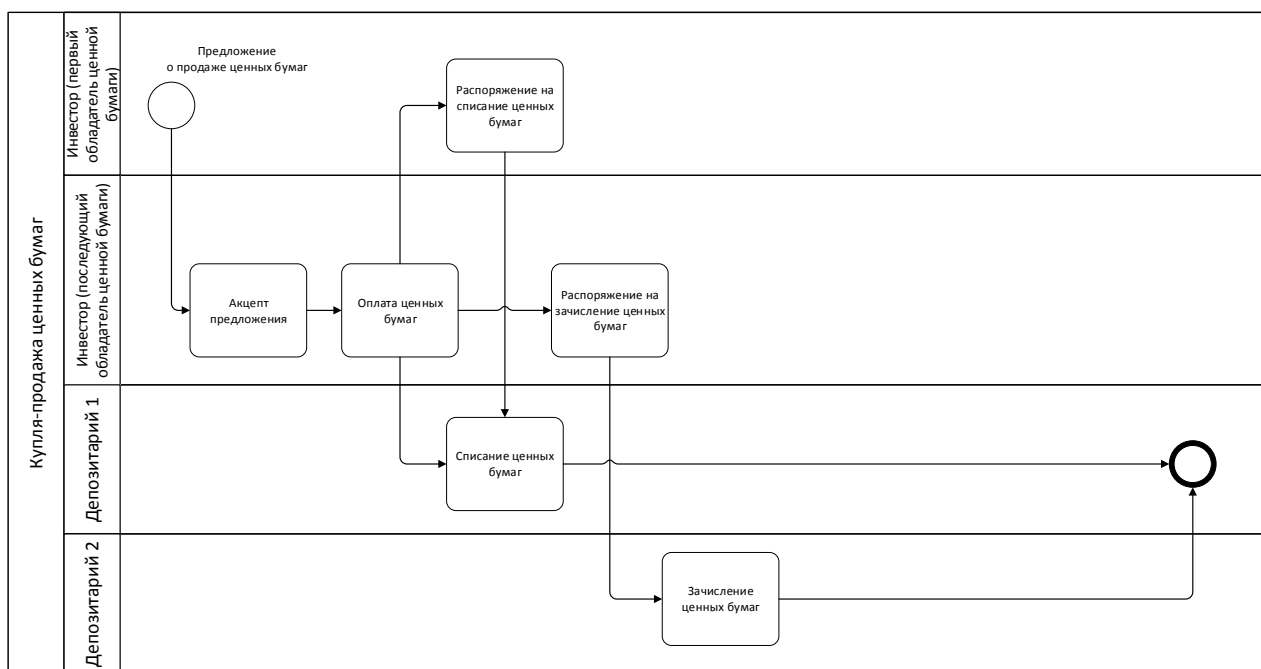 Купля-продажа ценных бумаг
Инвестор (первый
обладатель ценной
бумаги)
Предложение
о продаже ценных бумаг
Распоряжение на
списание ценных
бумаг
Инвестор (последующий
обладатель ценной бумаги)
Акцепт
предложения
Оплата ценных
бумаг
Распоряжение на
зачисление ценных
бумаг
Депозитарий 1
Списание ценных
бумаг
Депозитарий 2
Зачисление
ценных бумаг